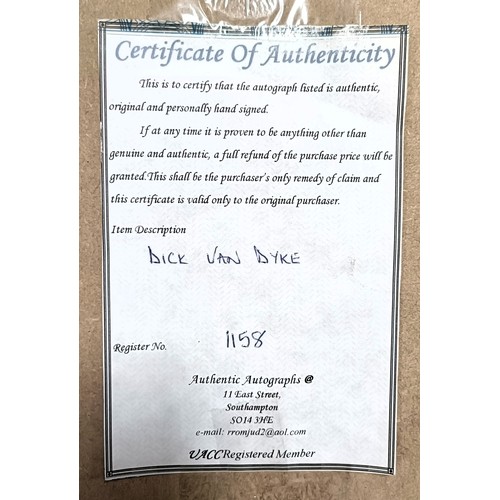 Certificate Of Authenticity
This is to certify that the autograph listed is authentic,
original and personally hand signed.
If at any time it is proven to be anything other than
genuine and authentic, a full refund of the purchase price will be
granted.This shall be the purchaser's only remedy of claim and
this certificate is valid only to the original purchaser.
Item Description
DICK VAN DYKE
Register No. 1158
Authentic Autographs @
11 East Street,
Southampton
SO14 3HE
e-mail: rromjud2@aol.com
UACC Registered Member